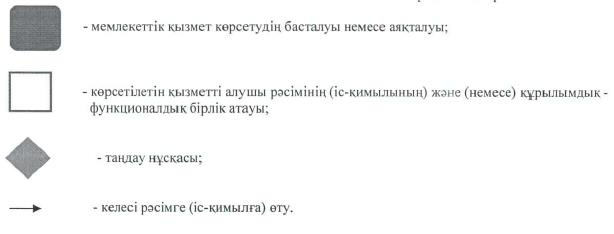 - мемлекеттік қызмет көрсетудің басталуы немесе аяқталуы;
- көрсетілетін қызметті алушы рәсімінің (іс-қимылының) және (немесе) құрылымдық -
функционалдық бірлік атауы;
- таңдау нұсқасы;
- келесі рәсімге (іс-қимылға) өту.